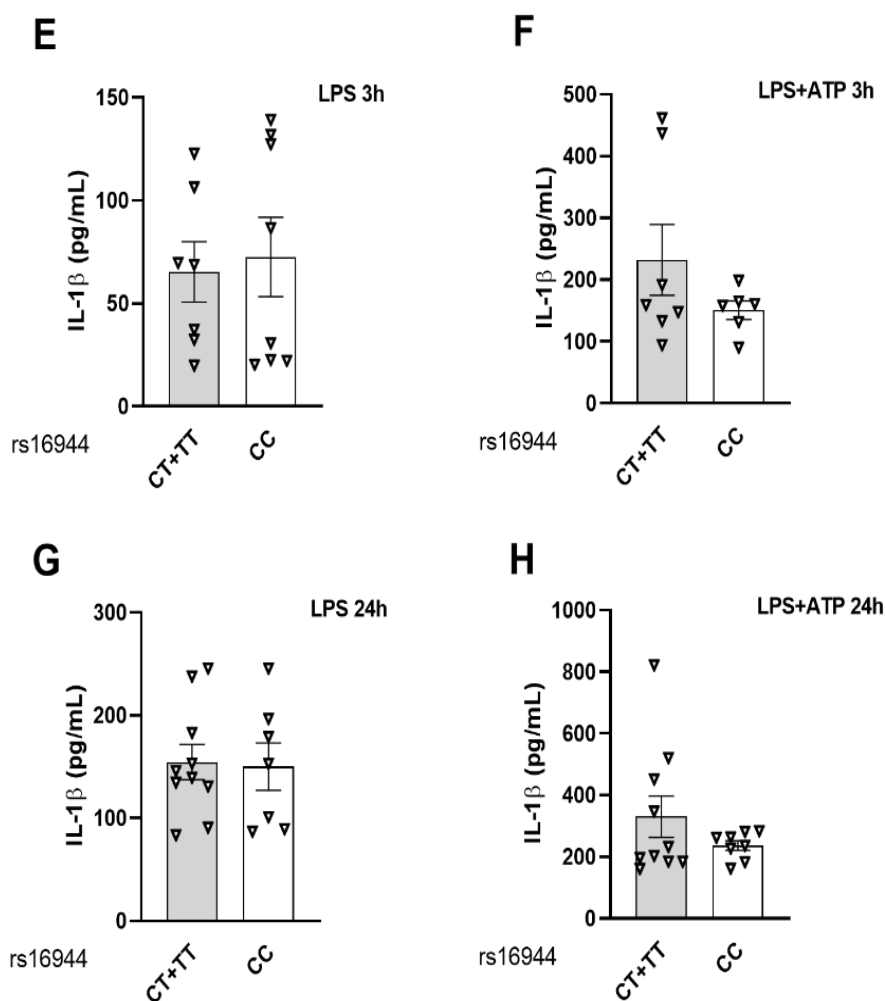 E
LPS 3h
IL-1β (pg/mL)
150
100
50
0
rs16944
CT+TT
CC
F
LPS+ATP 3h
IL-1β (pg/mL)
500
400
300
200
100
0
rs16944
CT+TT
CC
G
LPS 24h
IL-1β (pg/mL)
300
200
100
0
rs16944
CT+TT
CC
H
LPS+ATP 24h
IL-1β (pg/mL)
1000
800
600
400
200
0
rs16944
CT+TT
CC